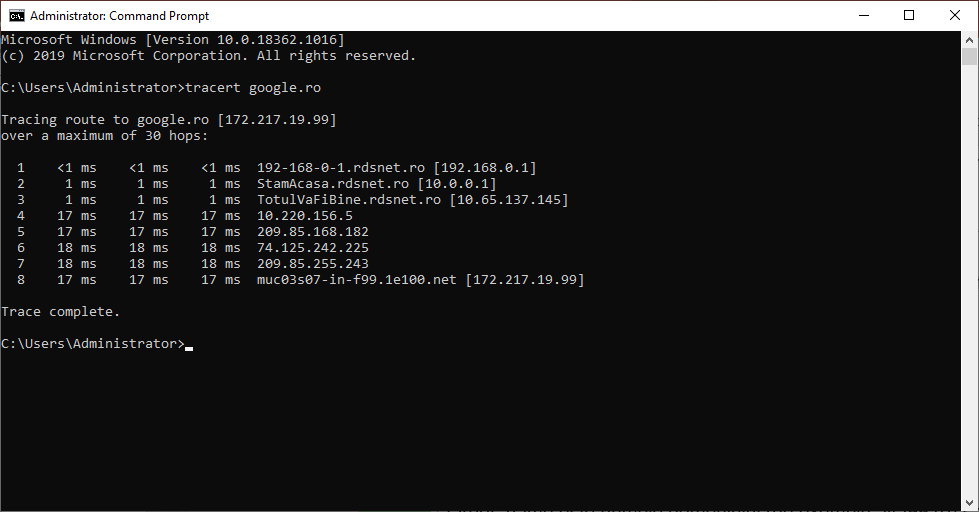 Administrator: Command Prompt
Microsoft Windows [Version 10.0.18362.1016]
(c) 2019 Microsoft Corporation. All rights reserved.
C:\Users\Administrator>tracert google.ro
Tracing route to google.ro [172.217.19.99]
over a maximum of 30 hops:
1 <1 ms <1 ms <1 ms 192-168-0-1.rdsnet.ro [192.168.0.1]
2 1 ms 1 ms 1 ms StamAcasa.rdsnet.ro [10.0.0.1]
3 1 ms 1 ms 1 ms TotulVaFiBine.rdsnet.ro [10.65.137.145]
4 17 ms 17 ms 17 ms 10.220.156.5
5 17 ms 17 ms 17 ms 209.85.168.182
6 18 ms 18 ms 18 ms 74.125.242.225
7 18 ms 18 ms 18 ms 209.85.255.243
8 17 ms 17 ms 17 ms muc03s07-in-f99.1e100.net [172.217.19.99]
Trace complete.
C:\Users\Administrator>